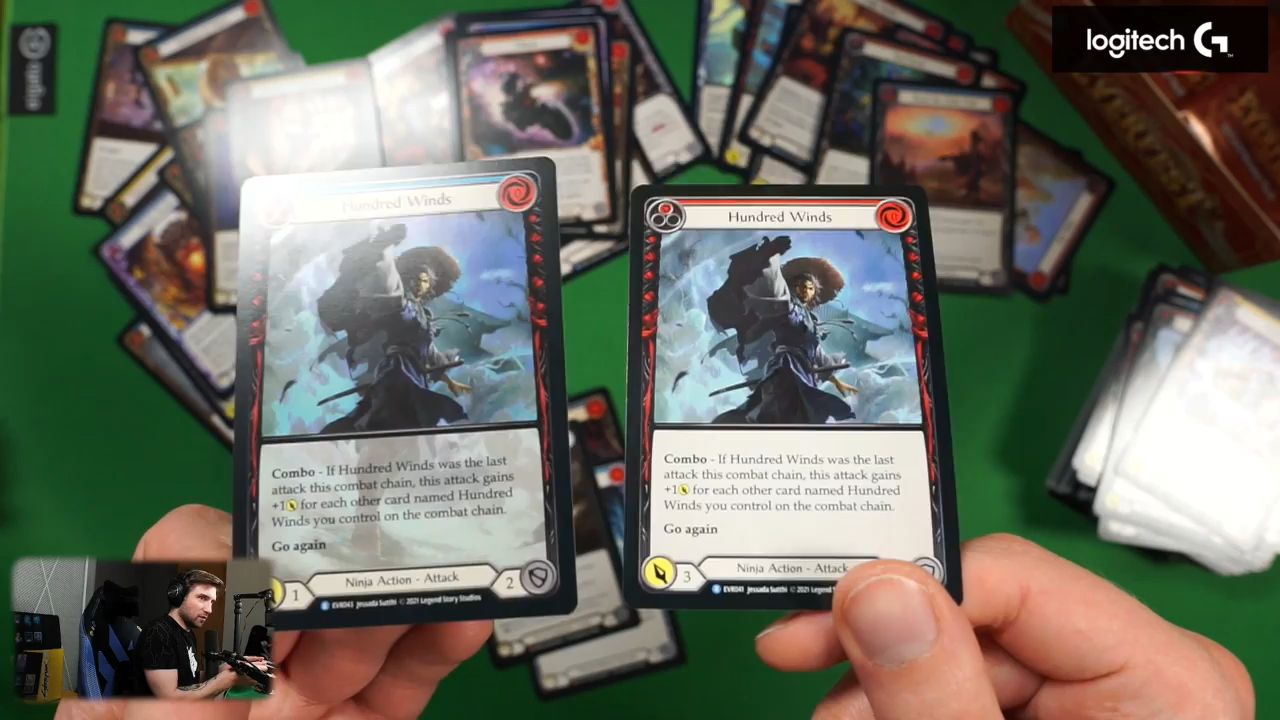 logitech G
Hundred Winds
Combo - If Hundred Winds was the last
attack this combat chain, this attack gains
+1 for each other card named Hundred
Winds you control on the combat chain.
Go again
1
Ninja Action - Attack
2
EVR043 Jessada Sutthi © 2021 Legend Story Studios
Hundred Winds
Combo - If Hundred Winds was the last
attack this combat chain, this attack gains
+1 for each other card named Hundred
Winds you control on the combat chain.
Go again
3
Ninja Action - Attack
EVR041 Jessada Sutthi © 2021 Legend Story